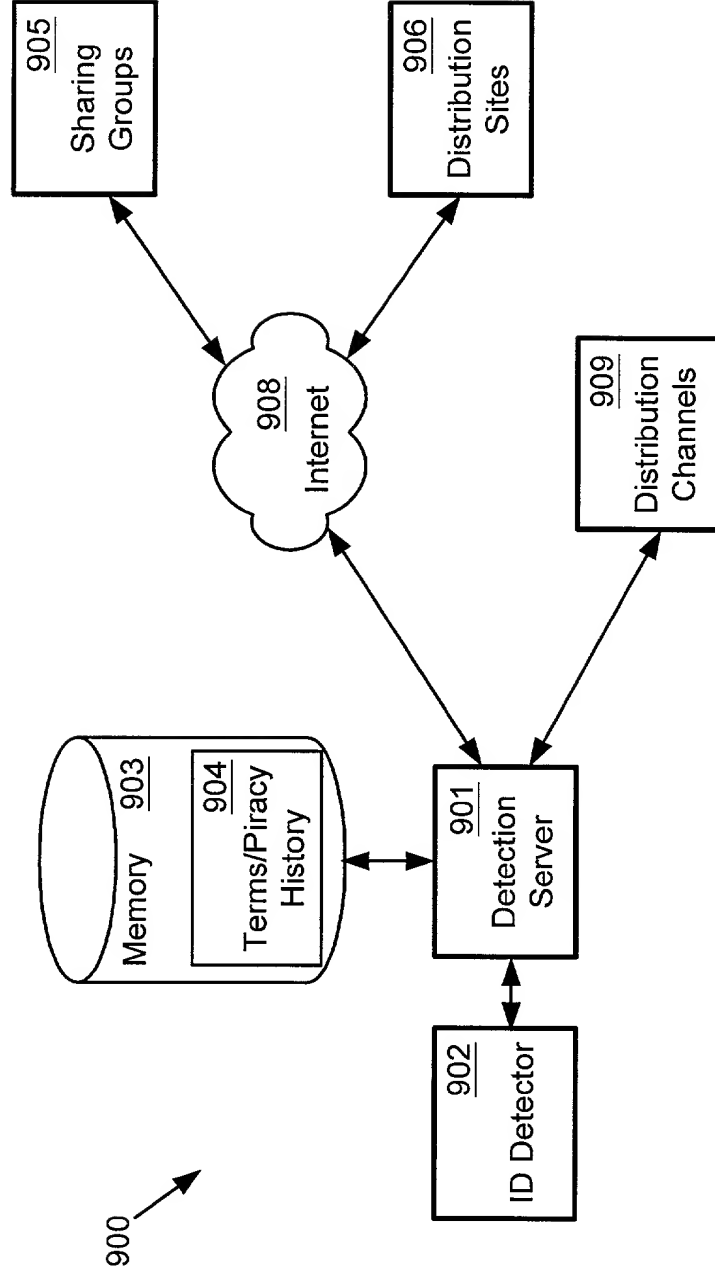 900
902
ID Detector
Memory
903
904
Terms/Piracy
History
901
Detection
Server
908
Internet
909
Distribution
Channels
905
Sharing
Groups
906
Distribution
Sites